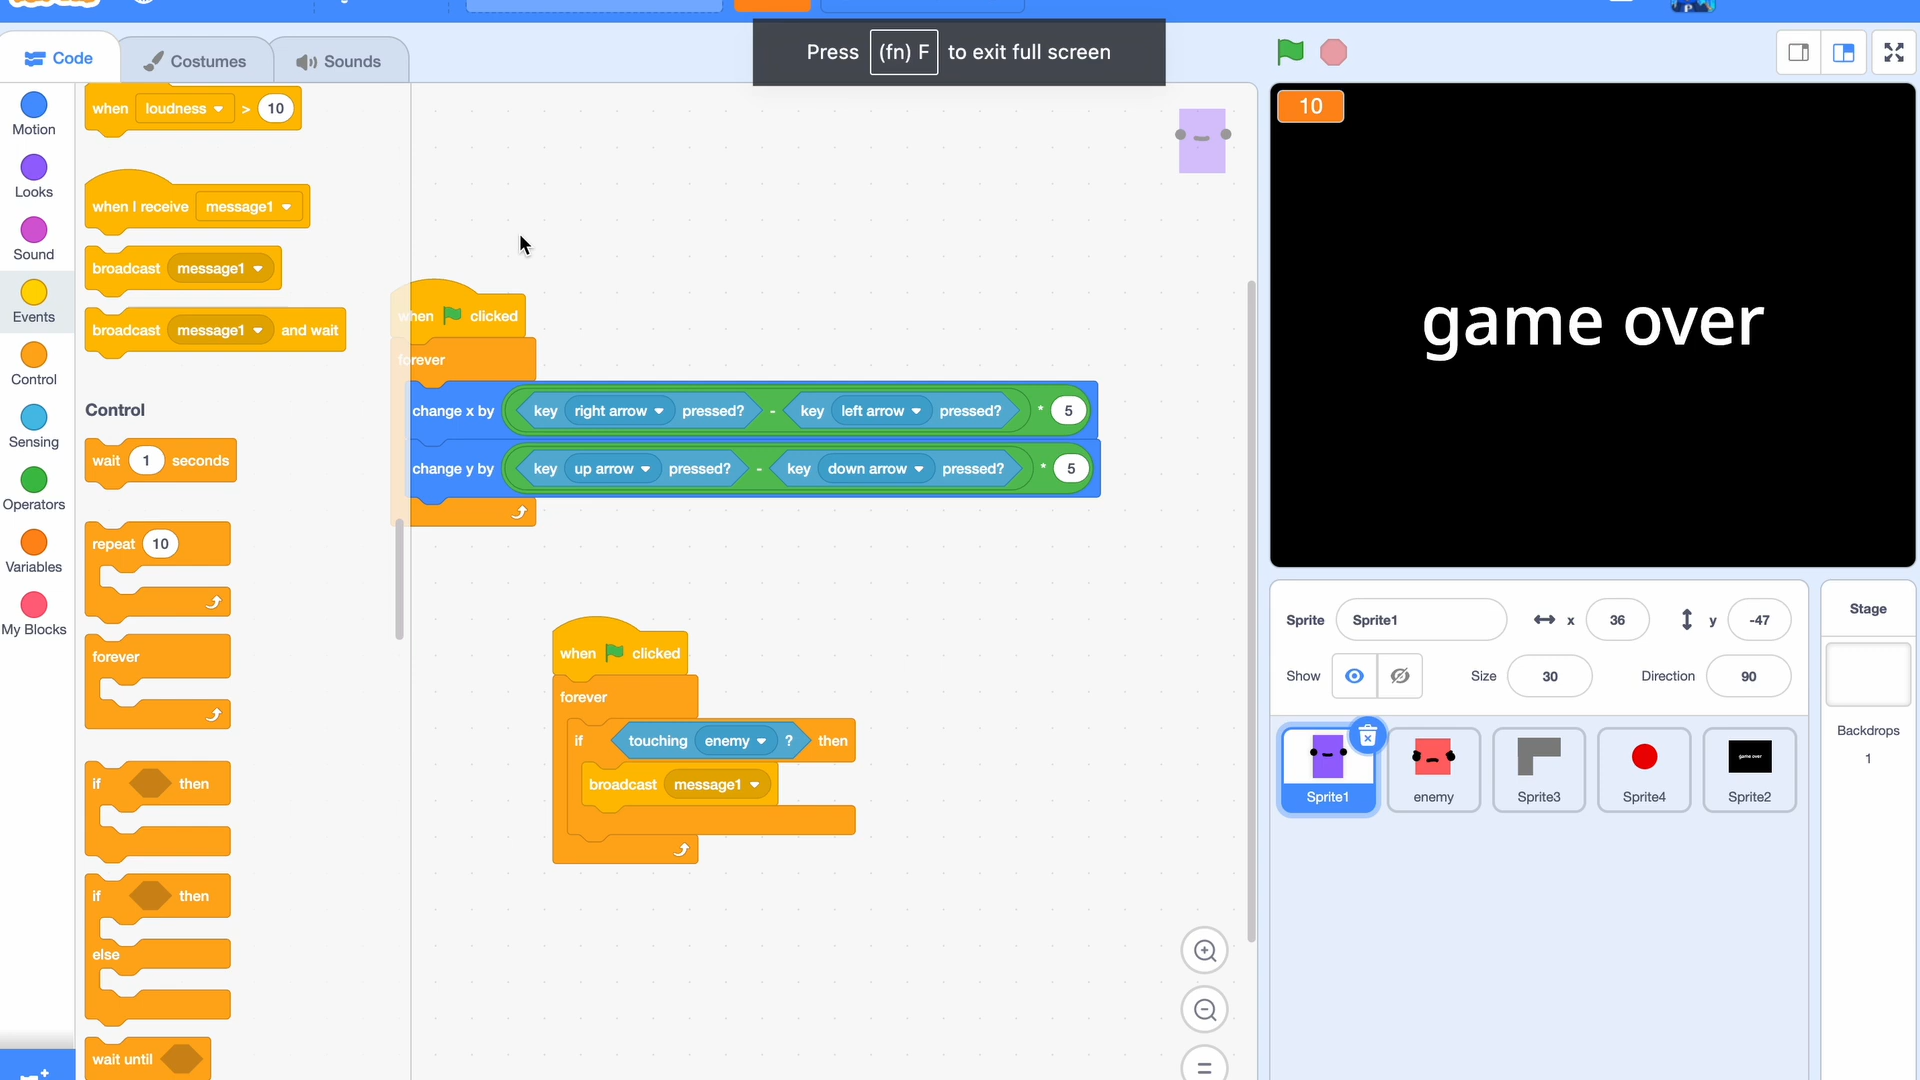 Press (fn) F to exit full screen
Code
Costumes
Sounds
Motion
Looks
Sound
Events
Control
Sensing
Operators
Variables
My Blocks
when loudness > 10
when I receive message1
broadcast message1
broadcast message1 and wait
Control
wait 1 seconds
repeat 10
forever
if then
if then
else
wait until
when clicked
forever
change x by key right arrow pressed? - key left arrow pressed? * 5
change y by key up arrow pressed? - key down arrow pressed? * 5
when clicked
forever
if touching enemy ? then
broadcast message1
10
game over
Sprite Sprite1 x 36 y -47
Show Size 30 Direction 90
Sprite1
enemy
Sprite3
Sprite4
game over
Sprite2
Stage
Backdrops
1